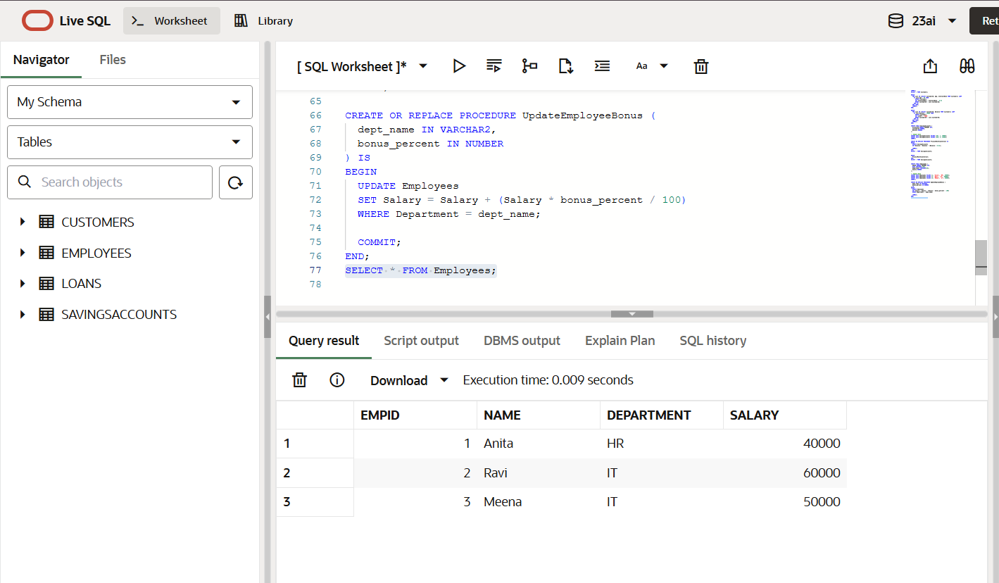 Live SQL
Worksheet
Library
23ai
Ret
Navigator
Files
My Schema
Tables
Search objects
CUSTOMERS
EMPLOYEES
LOANS
SAVINGSACCOUNTS
[ SQL Worksheet ]*
Aa
65
66 CREATE OR REPLACE PROCEDURE UpdateEmployeeBonus (
67 dept_name IN VARCHAR2,
68 bonus_percent IN NUMBER
69 ) IS
70 BEGIN
71 UPDATE Employees
72 SET Salary = Salary + (Salary * bonus_percent / 100)
73 WHERE Department = dept_name;
74
75 COMMIT;
76 END;
77 SELECT * FROM Employees;
78
Query result
Script output
DBMS output
Explain Plan
SQL history
Download
Execution time: 0.009 seconds
EMPID NAME DEPARTMENT SALARY
1 1 Anita HR 40000
2 2 Ravi IT 60000
3 3 Meena IT 50000